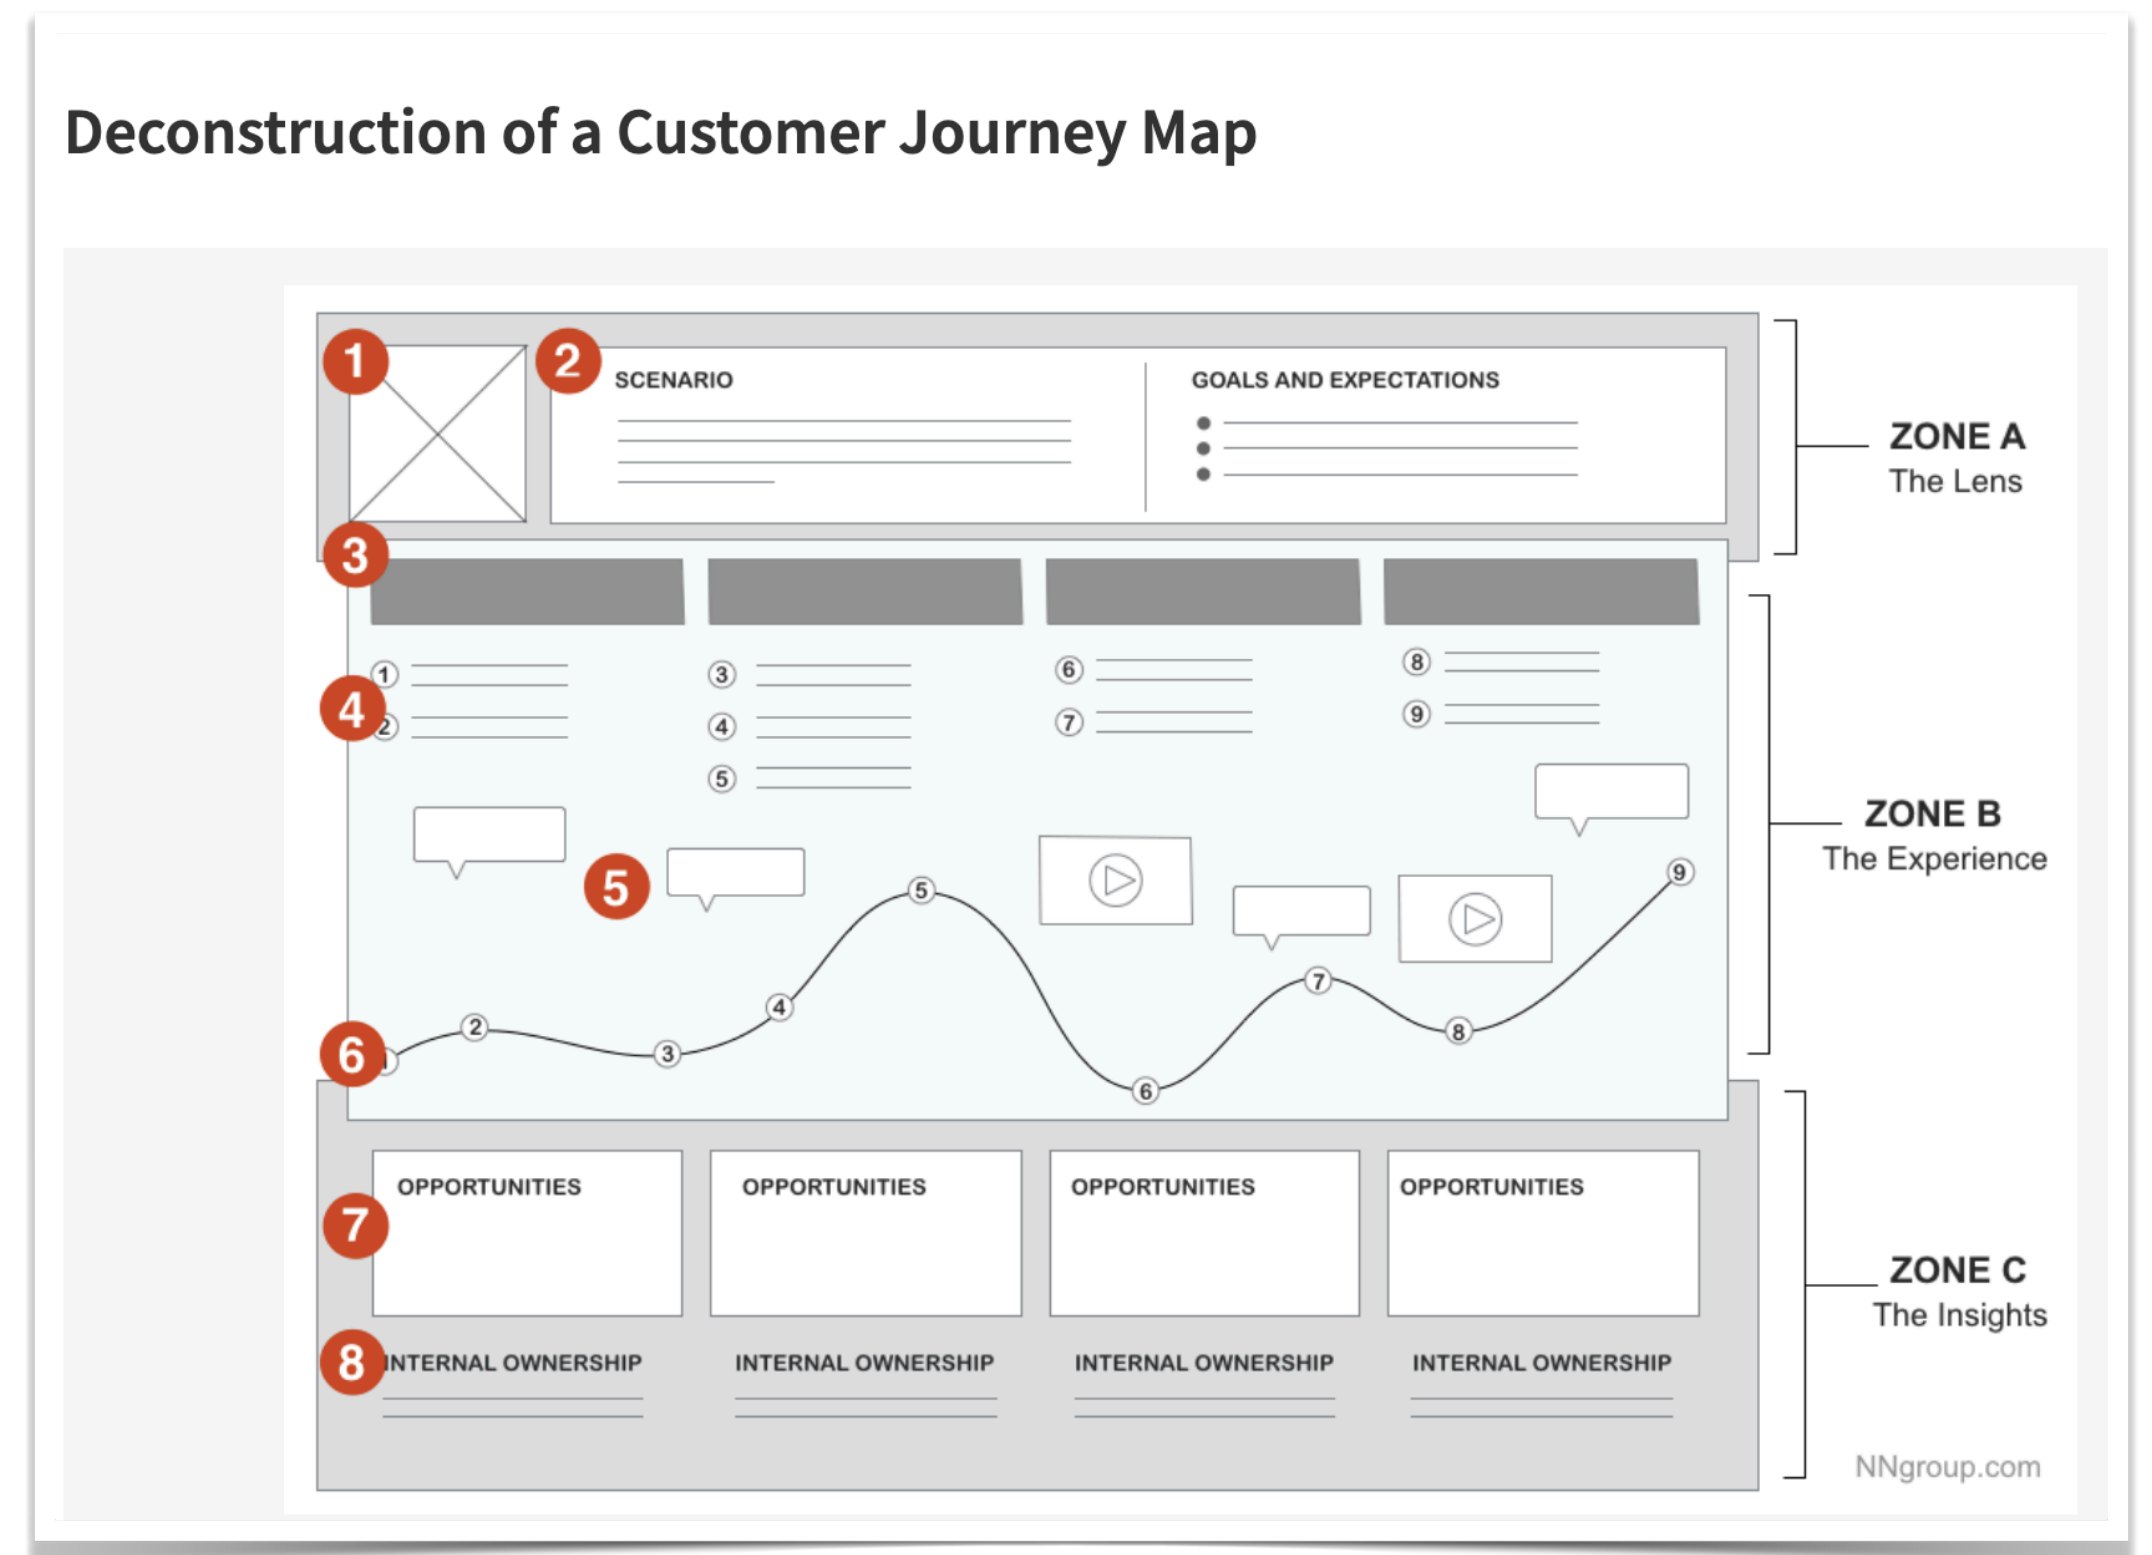 Deconstruction of a Customer Journey Map
1
2
SCENARIO
GOALS AND EXPECTATIONS
ZONE A
The Lens
3
1
3
6
8
4
2
4
7
9
5
ZONE B
The Experience
5
5
9
7
4
2
8
6
3
6
OPPORTUNITIES
OPPORTUNITIES
OPPORTUNITIES
OPPORTUNITIES
7
ZONE C
The Insights
8
INTERNAL OWNERSHIP
INTERNAL OWNERSHIP
INTERNAL OWNERSHIP
INTERNAL OWNERSHIP
NNgroup.com